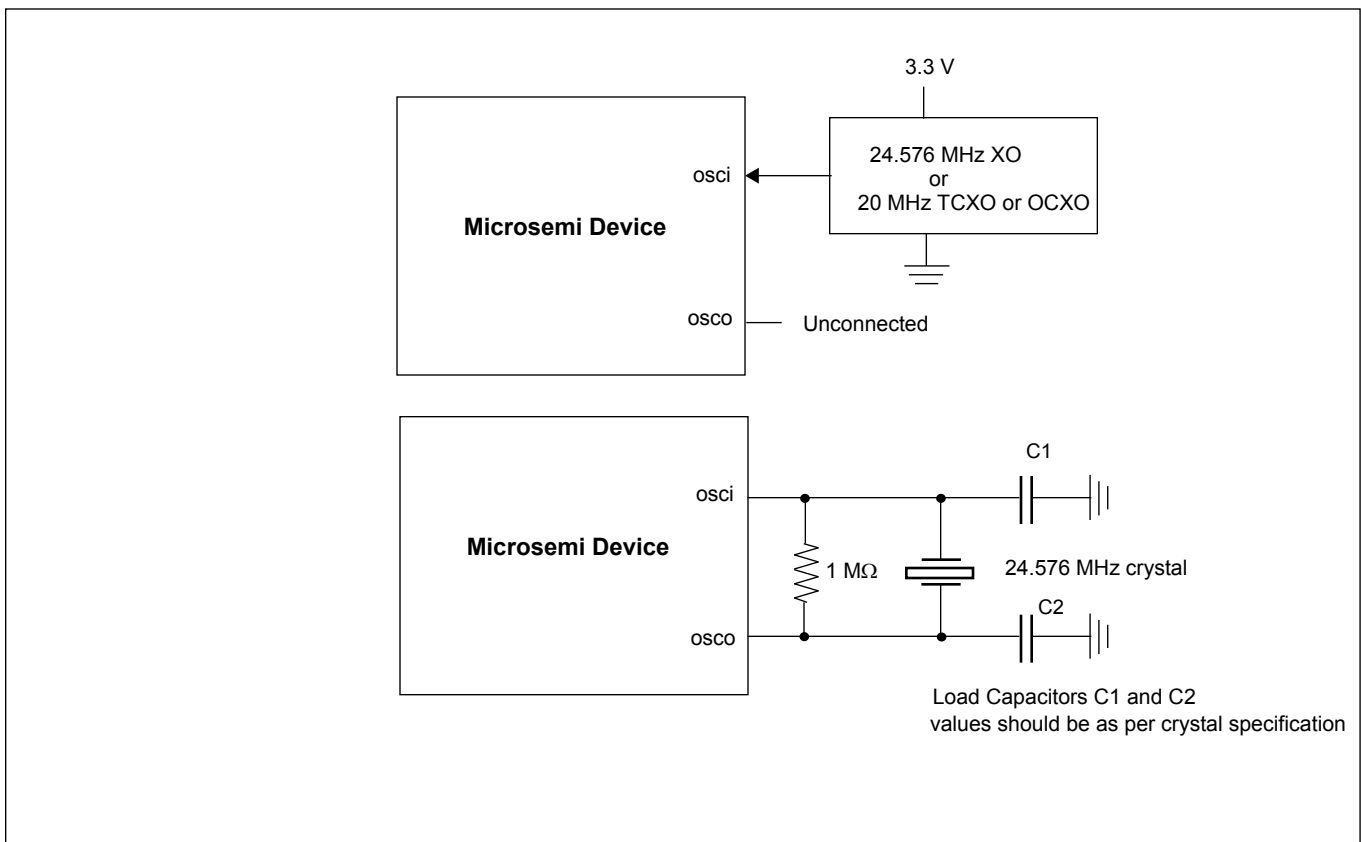 3.3 V
24.576 MHz XO
or
20 MHz TCXO or OCXO
osci
Microsemi Device
osco
Unconnected
C1
osci
Microsemi Device
1 MΩ
24.576 MHz crystal
C2
osco
Load Capacitors C1 and C2
values should be as per crystal specification